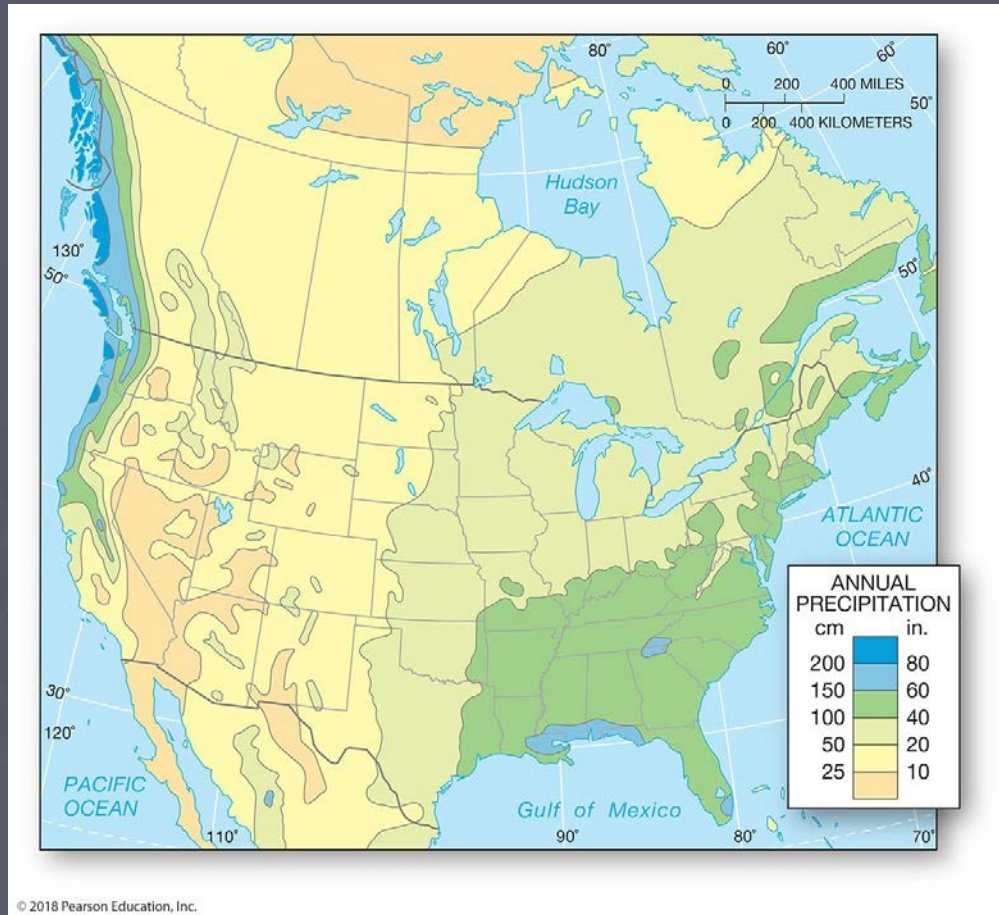 80°
60°
60°
0 200 400 MILES
0 200 400 KILOMETERS
50°
Hudson
Bay
130°
50°
50°
40°
ATLANTIC
OCEAN
ANNUAL
PRECIPITATION
cm in.
200 80
150 60
100 40
50 20
25 10
30°
120°
PACIFIC
OCEAN
Gulf of Mexico
110°
90°
80°
70°
© 2018 Pearson Education, Inc.